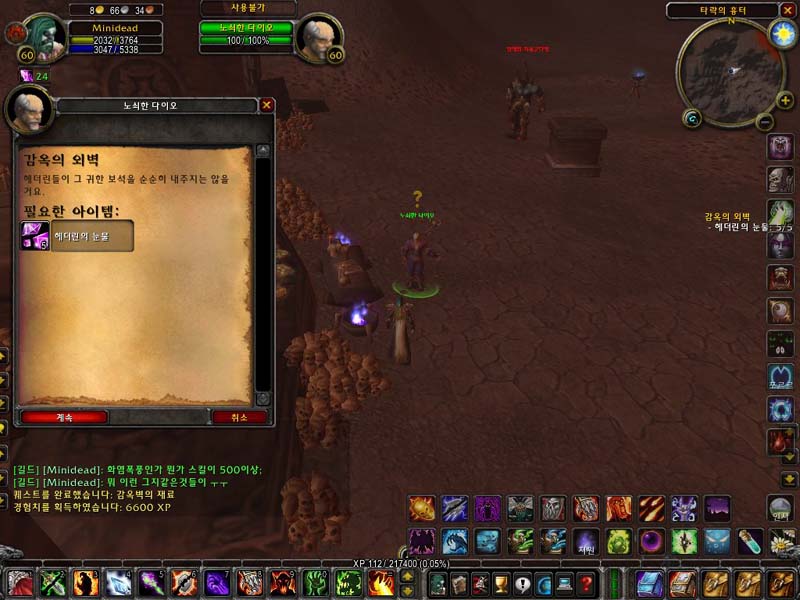 8 66 34
Minidead
2032 / 3764
3047 / 5338
60
사용불가
노쇠한 다이오
100 / 100%
60
24
타락의 흉터
N
노쇠한 다이오
감옥의 외벽
헤더린들이 그 귀한 보석을 순순히 내주지는 않을
거요.
필요한 아이템:
5
헤더린의 눈물
계속
취소
?
노쇠한 다이오
감옥의 외벽
- 헤더린의 눈물: 5/5
[길드] [Minidead]: 화염폭풍인가 뭔가 스킬이 500이상;
[길드] [Minidead]: 뭐 이런 그지같은것들이 ㅜㅜ
퀘스트를 완료했습니다: 감옥벽의 재료
경험치를 획득하였습니다: 6600 XP
XP 112 / 217400 (0.05%)